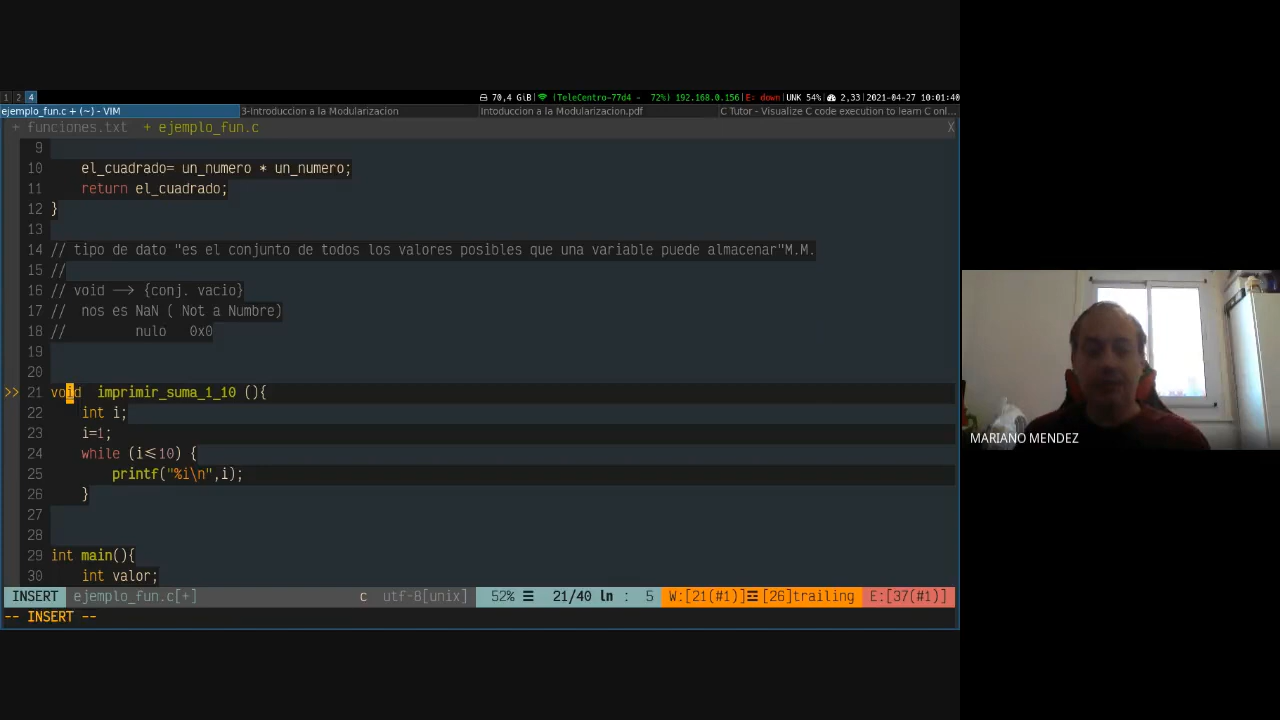 1 2 4 70,4 GiB (TeleCentro-77d4 - 72%) 192.168.0.156 E: down UNK 54% 2,33 2021-04-27 10:01:40
ejemplo_fun.c + (~) - VIM 3-Introduccion a la Modularizacion Intoduccion a la Modularizacion.pdf C Tutor - Visualize C code execution to learn C onl...
+ funciones.txt + ejemplo_fun.c X
9
10 el_cuadrado= un_numero * un_numero;
11 return el_cuadrado;
12 }
13
14 // tipo de dato "es el conjunto de todos los valores posibles que una variable puede almacenar"M.M.
15 //
16 // void --> {conj. vacio}
17 // nos es NaN ( Not a Numbre)
18 // nulo 0x0
19
20
>> 21 void imprimir_suma_1_10 (){
22 int i;
23 i=1;
24 while (i<=10) {
25 printf("%i\n",i);
26 }
27
28
29 int main(){
30 int valor;
INSERT ejemplo_fun.c[+] c utf-8[unix] 52% ☰ 21/40 ln : 5 W:[21(#1)]☲ [26]trailing E:[37(#1)]
-- INSERT --
MARIANO MENDEZ